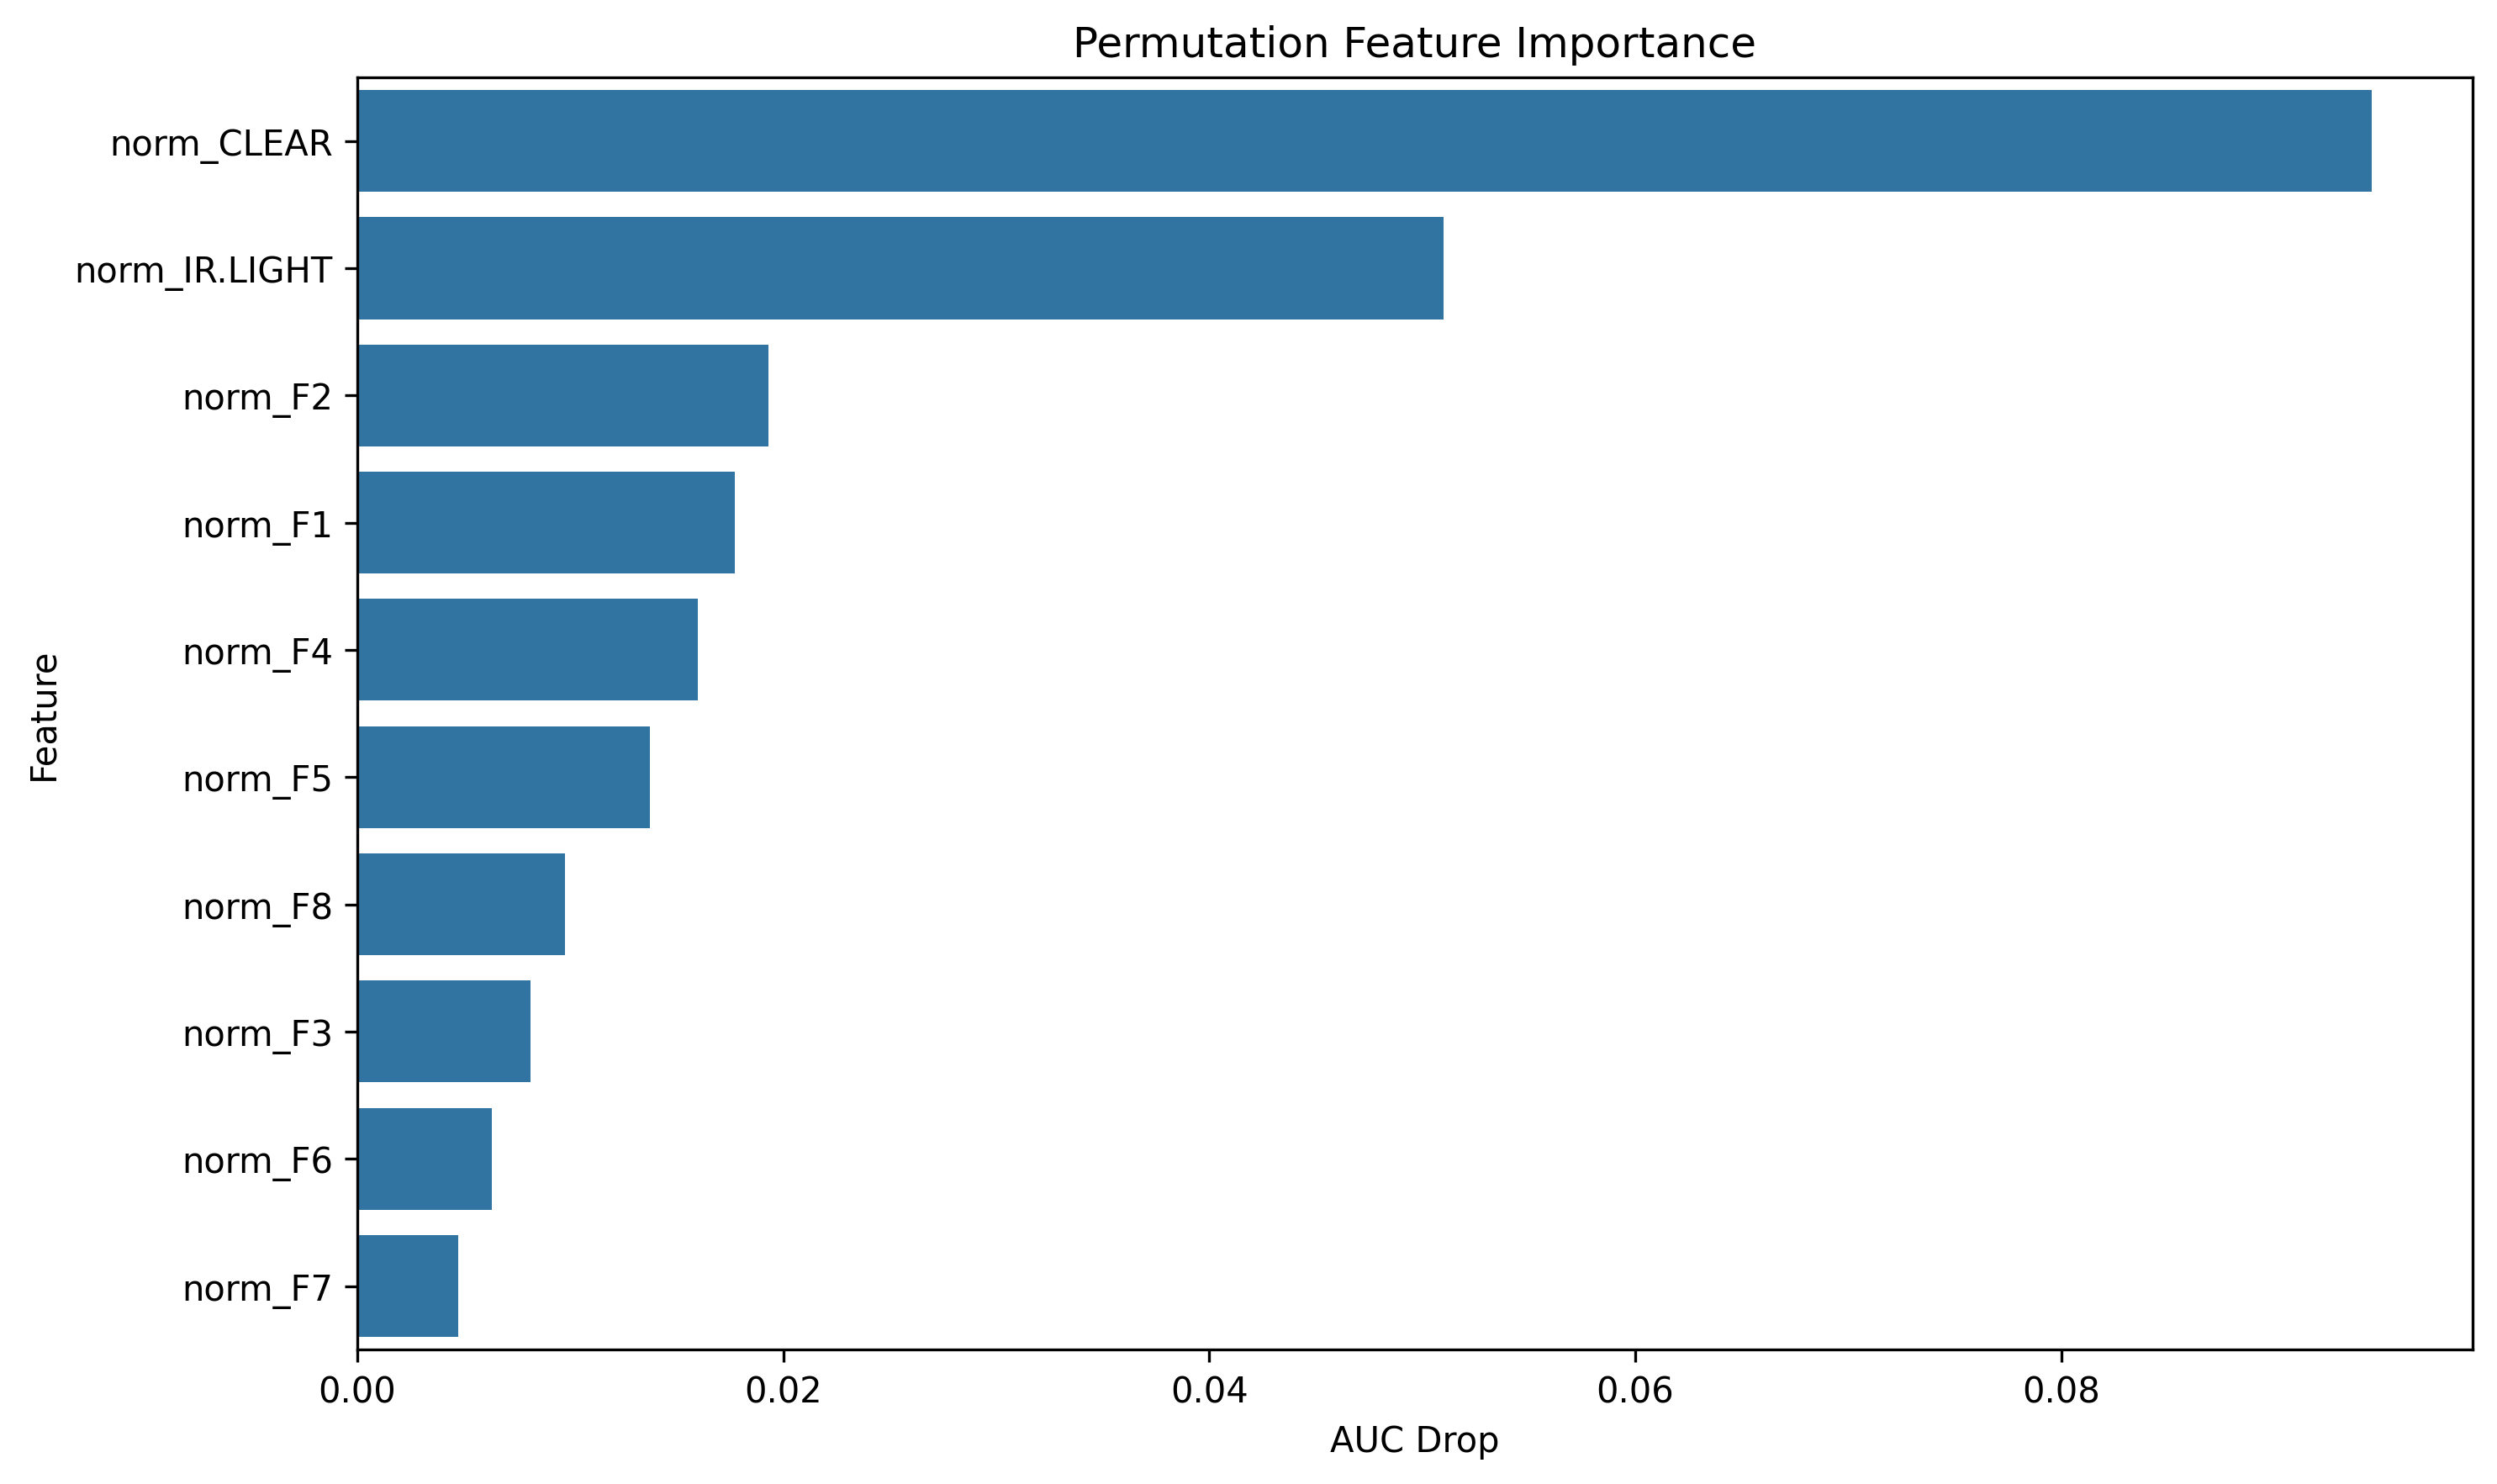 Permutation Feature Importance
norm_CLEAR
norm_IR.LIGHT
norm_F2
norm_F1
norm_F4
norm_F5
norm_F8
norm_F3
norm_F6
norm_F7
Feature
0.00 0.02 0.04 0.06 0.08
AUC Drop